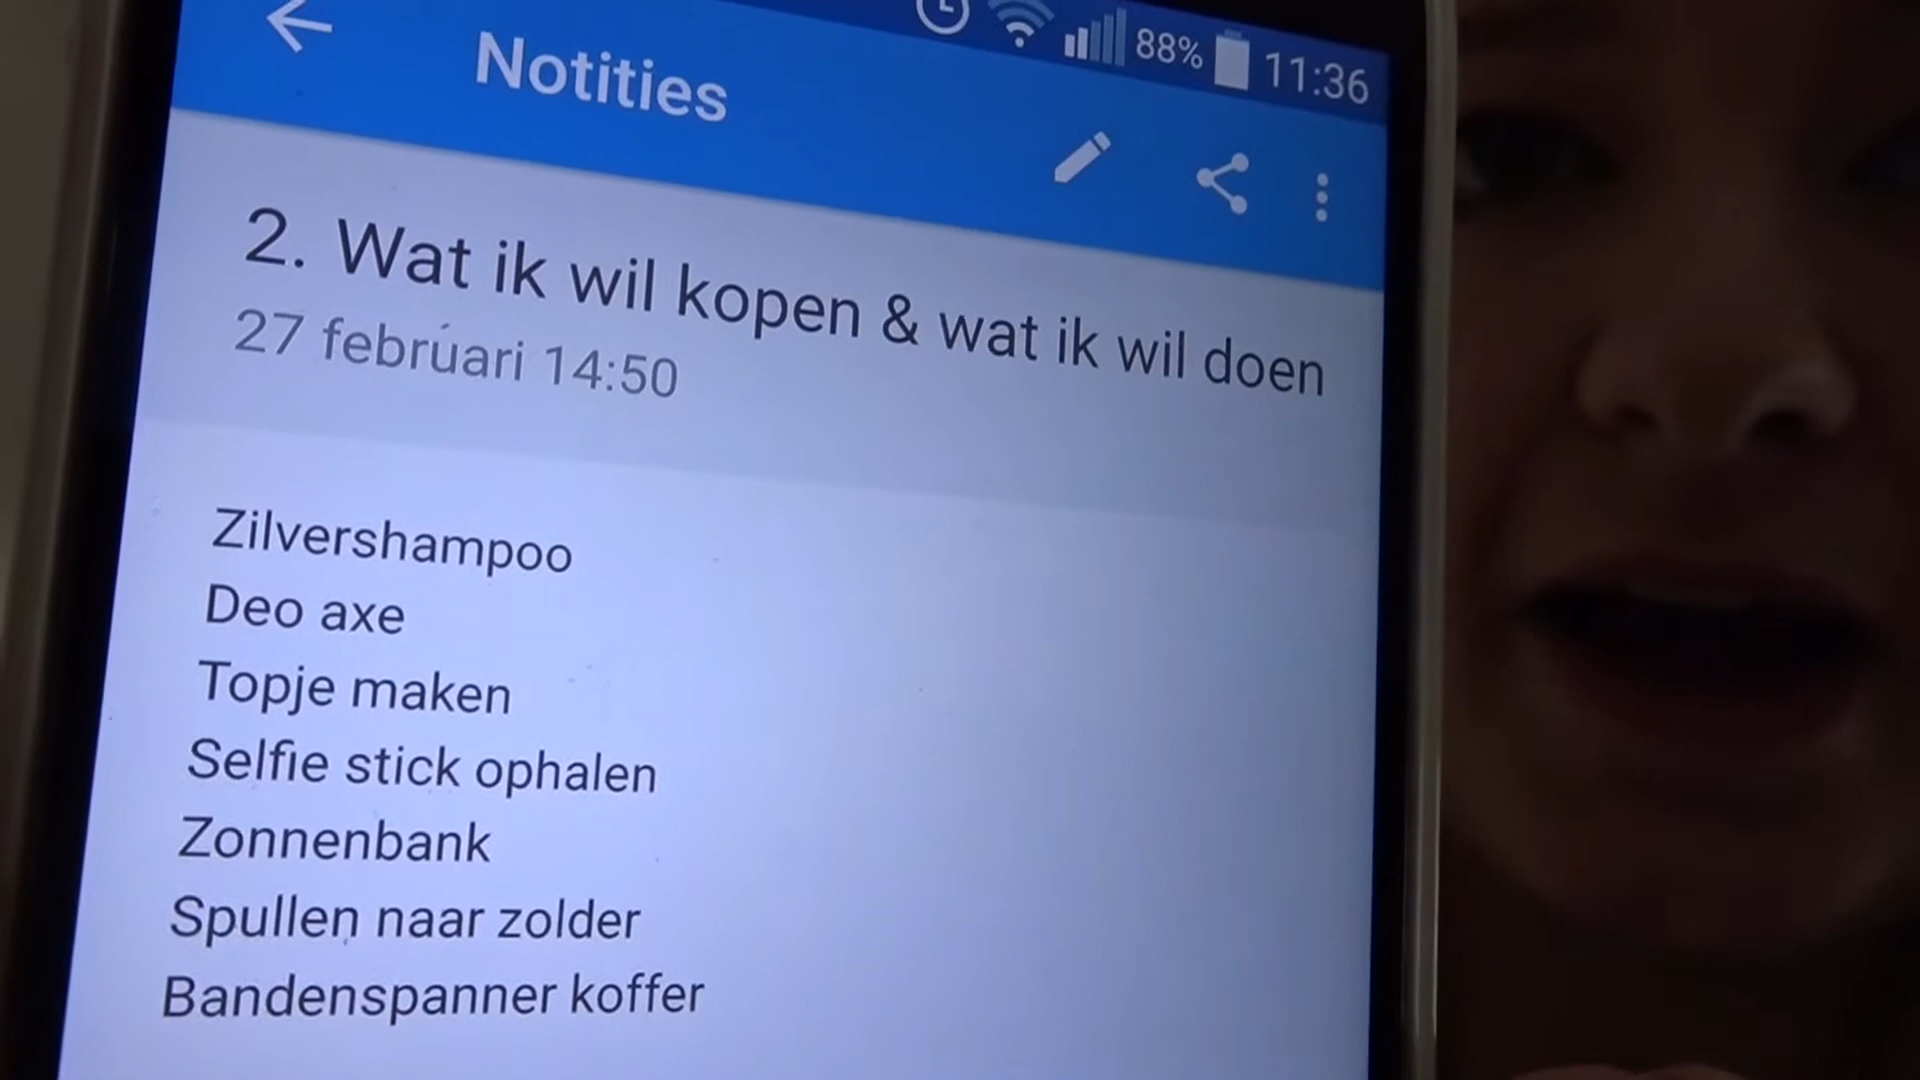 88% 11:36
Notities
2. Wat ik wil kopen & wat ik wil doen
27 februari 14:50
Zilvershampoo
Deo axe
Topje maken
Selfie stick ophalen
Zonnenbank
Spullen naar zolder
Bandenspanner koffer